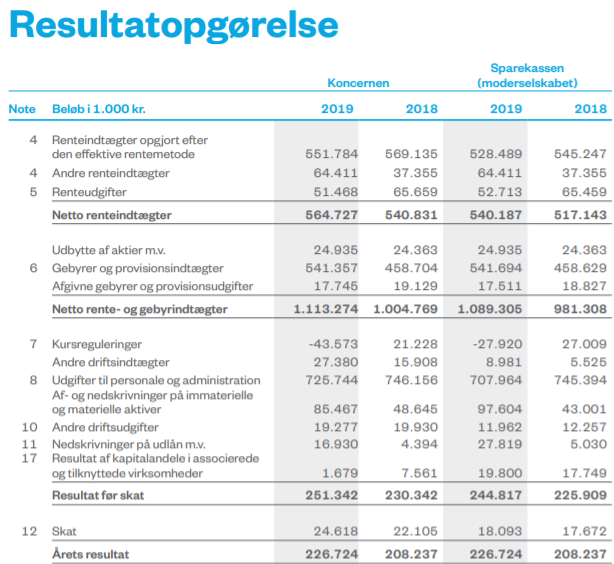 Resultatopgørelse
Sparekassen
Koncernen (moderselskabet)
Note Beløb i 1.000 kr. 2019 2018 2019 2018
4 Renteindtægter opgjort efter
den effektive rentemetode 551.784 569.135 528.489 545.247
4 Andre renteindtægter 64.411 37.355 64.411 37.355
5 Renteudgifter 51.468 65.659 52.713 65.459
Netto renteindtægter 564.727 540.831 540.187 517.143
Udbytte af aktier m.v. 24.935 24.363 24.935 24.363
6 Gebyrer og provisionsindtægter 541.357 458.704 541.694 458.629
Afgivne gebyrer og provisionsudgifter 17.745 19.129 17.511 18.827
Netto rente- og gebyrindtægter 1.113.274 1.004.769 1.089.305 981.308
7 Kursreguleringer -43.573 21.228 -27.920 27.009
Andre driftsindtægter 27.380 15.908 8.981 5.525
8 Udgifter til personale og administration 725.744 746.156 707.964 745.394
Af- og nedskrivninger på immaterielle
og materielle aktiver 85.467 48.645 97.604 43.001
10 Andre driftsudgifter 19.277 19.930 11.962 12.257
11 Nedskrivninger på udlån m.v. 16.930 4.394 27.819 5.030
17 Resultat af kapitalandele i associerede
og tilknyttede virksomheder 1.679 7.561 19.800 17.749
Resultat før skat 251.342 230.342 244.817 225.909
12 Skat 24.618 22.105 18.093 17.672
Årets resultat 226.724 208.237 226.724 208.237